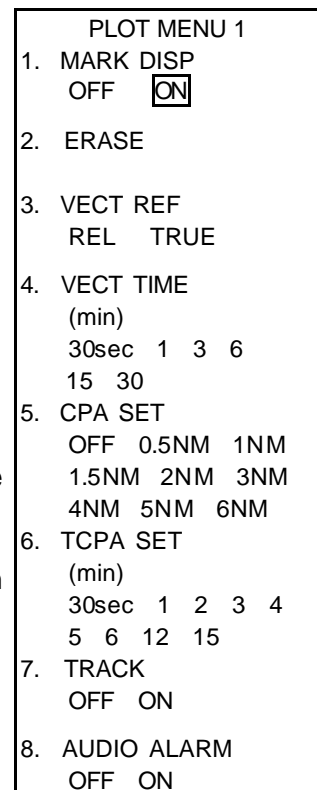 PLOT MENU 1
1. MARK DISP
OFF ON
2. ERASE
3. VECT REF
REL TRUE
4. VECT TIME
(min)
30sec 1 3 6
15 30
5. CPA SET
OFF 0.5NM 1NM
1.5NM 2NM 3NM
4NM 5NM 6NM
6. TCPA SET
(min)
30sec 1 2 3 4
5 6 12 15
7. TRACK
OFF ON
8. AUDIO ALARM
OFF ON